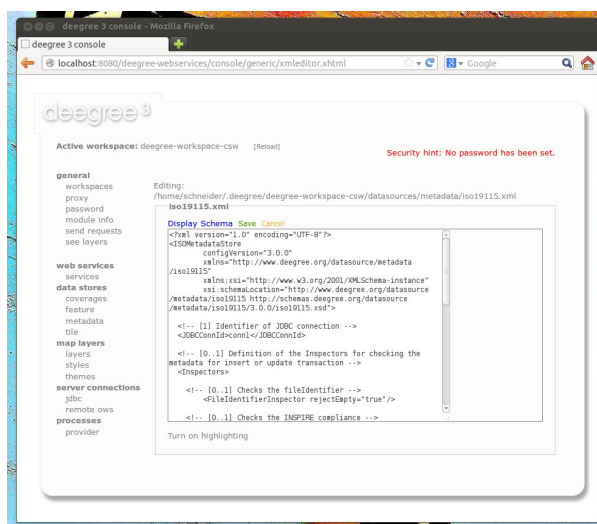 deegree 3 console - Mozilla Firefox
deegree 3 console
localhost:8080/deegree-webservices/console/generic/xmleditor.xhtml
Google
deegree 3
Active workspace: deegree-workspace-csw [Reload]
Security hint: No password has been set.
general
workspaces
proxy
password
module info
send requests
see layers
web services
services
data stores
coverages
feature
metadata
tile
map layers
layers
styles
themes
server connections
jdbc
remote ows
processes
provider
Editing:
/home/schneider/.deegree/deegree-workspace-csw/datasources/metadata/iso19115.xml
iso19115.xml
Display Schema Save Cancel
<?xml version="1.0" encoding="UTF-8"?>
<ISOMetadataStore
configVersion="3.0.0"
xmlns="http://www.deegree.org/datasource/metadata
/iso19115"
xmlns:xsi="http://www.w3.org/2001/XMLSchema-instance"
xsi:schemaLocation="http://www.deegree.org/datasource
/metadata/iso19115 http://schemas.deegree.org/datasource
/metadata/iso19115/3.0.0/iso19115.xsd">
<!-- [1] Identifier of JDBC connection -->
<JDBCConnId>conn1</JDBCConnId>
<!-- [0..1] Definition of the Inspectors for checking the
metadata for insert or update transaction -->
<Inspectors>
<!-- [0..1] Checks the fileIdentifier -->
<FileIdentifierInspector rejectEmpty="true"/>
<!-- [0..1] Checks the INSPIRE compliance -->
Turn on highlighting